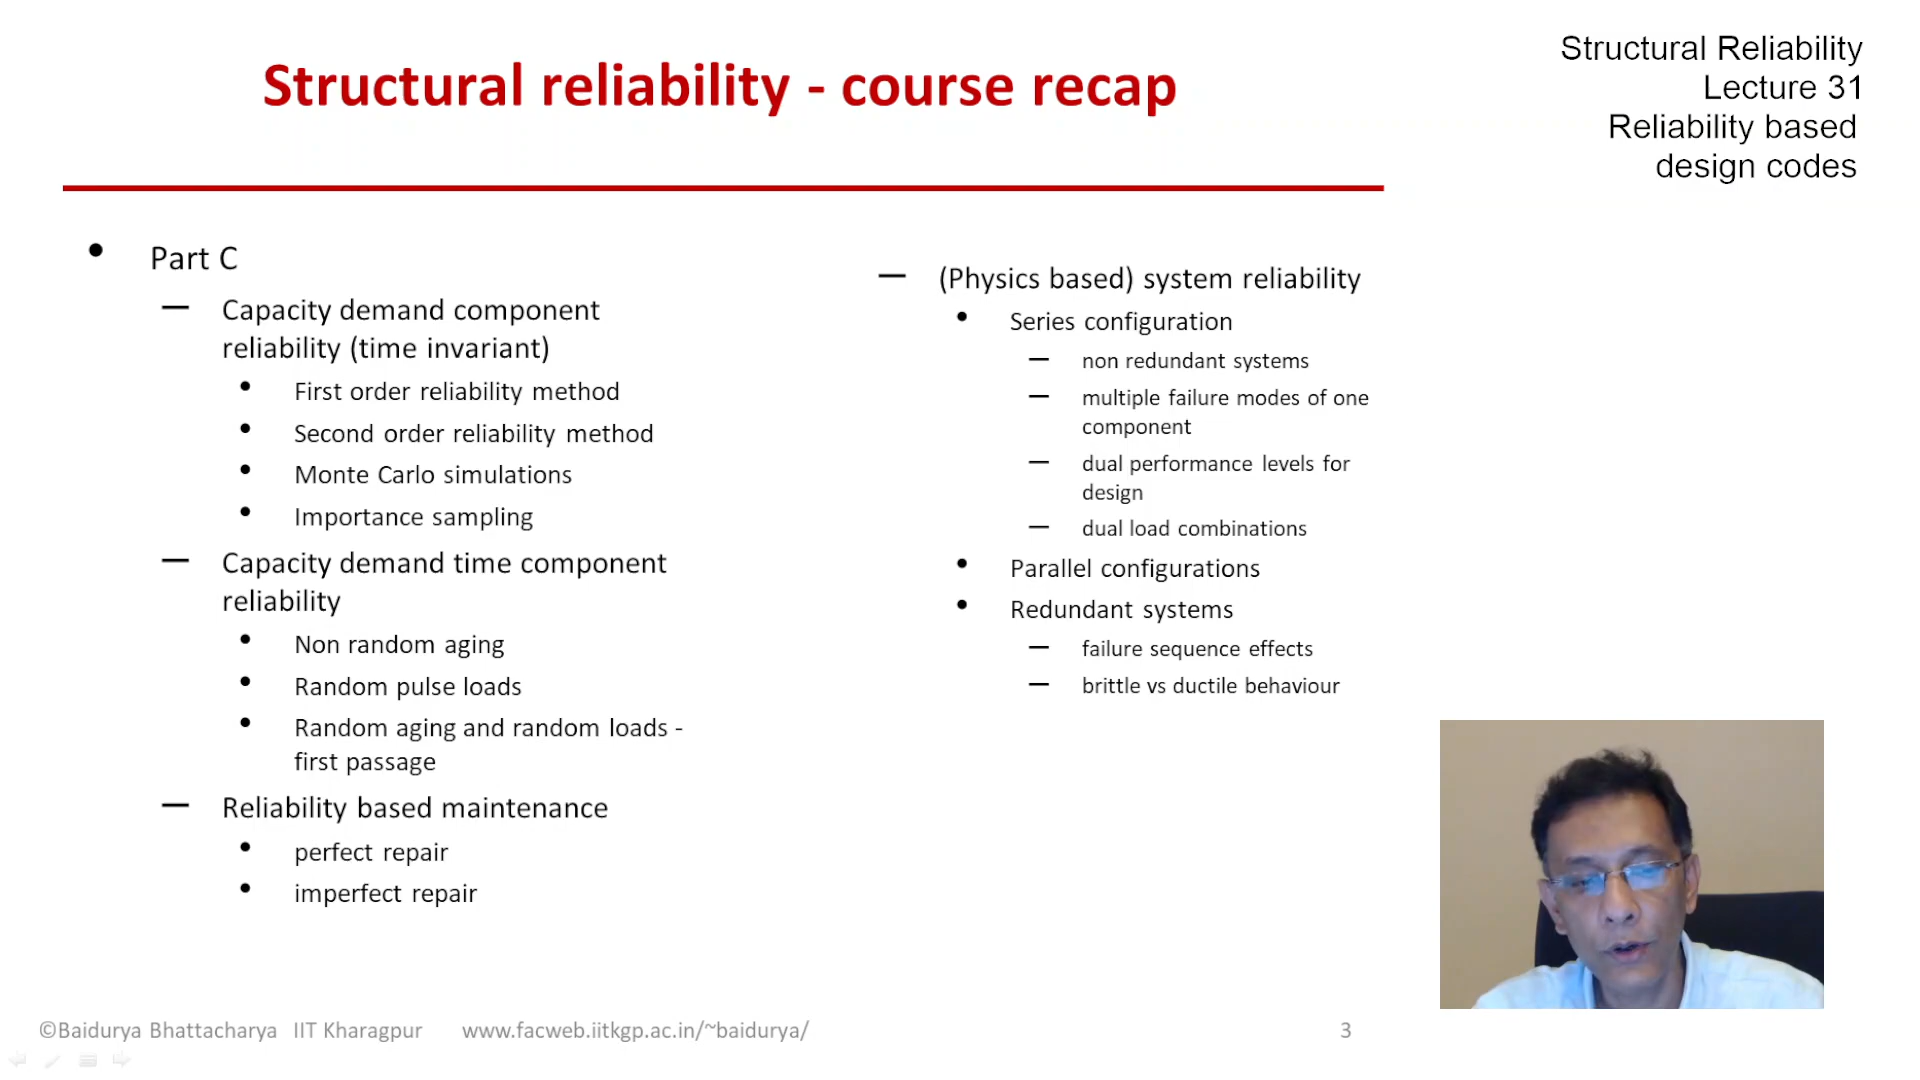 Structural reliability - course recap
Structural Reliability
Lecture 31
Reliability based
design codes
• Part C
— Capacity demand component
reliability (time invariant)
• First order reliability method
• Second order reliability method
• Monte Carlo simulations
• Importance sampling
— Capacity demand time component
reliability
• Non random aging
• Random pulse loads
• Random aging and random loads -
first passage
— Reliability based maintenance
• perfect repair
• imperfect repair
— (Physics based) system reliability
• Series configuration
— non redundant systems
— multiple failure modes of one
component
— dual performance levels for
design
— dual load combinations
• Parallel configurations
• Redundant systems
— failure sequence effects
— brittle vs ductile behaviour
©Baidurya Bhattacharya IIT Kharagpur www.facweb.iitkgp.ac.in/~baidurya/
3